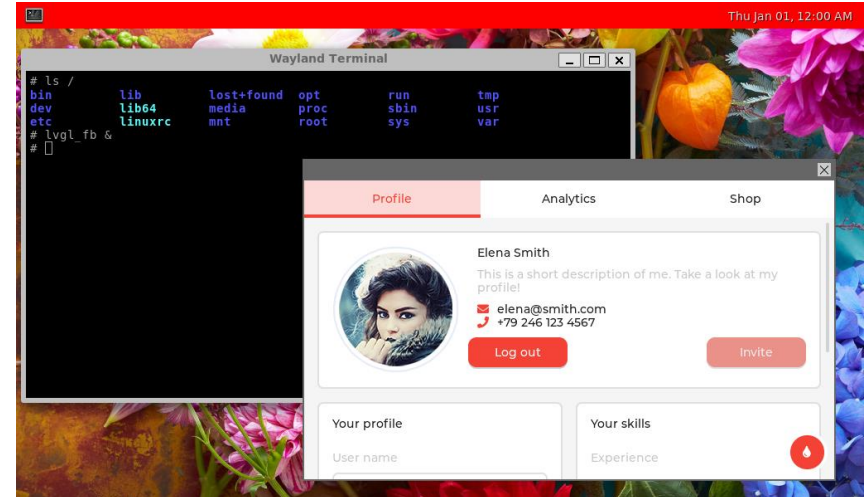 Thu Jan 01, 12:00 AM
Wayland Terminal
# ls /
bin lib lost+found opt run tmp
dev lib64 media proc sbin usr
etc linuxrc mnt root sys var
# lvgl_fb &
#
Profile Analytics Shop
Elena Smith
This is a short description of me. Take a look at my
profile!
elena@smith.com
+79 246 123 4567
Log out Invite
Your profile Your skills
User name Experience